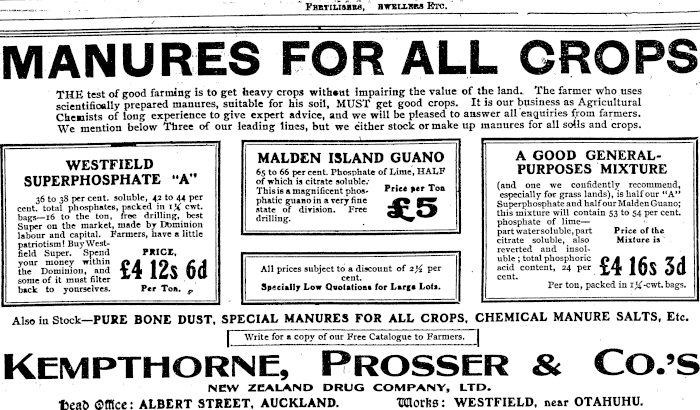 FERTILISERS, ETC.
MANURES FOR ALL CROPS
THE test of good farming is to get heavy crops without impairing the value of the land. The farmer who uses
scientifically prepared manures, suitable for his soil, MUST get good crops. It is our business as Agricultural
Chemists of long experience to give expert advice, and we will be pleased to answer all enquiries from farmers.
We mention below Three of our leading lines, but we either stock or make up manures for all soils and crops.
WESTFIELD
SUPERPHOSPHATE "A"
36 to 38 per cent. soluble, 42 to 44 per
cent. total phosphate, packed in 1¼ cwt.
bags—16 to the ton, free drilling, best
Super on the market, made by Dominion
labour and capital. Farmers, have a little
patriotism! Buy West-
field Super. Spend
your money within
the Dominion, and
some of it must filter
back to yourselves.
PRICE,
£4 12s 6d
Per Ton.
MALDEN ISLAND GUANO
65 to 66 per cent. Phosphate of Lime, HALF
of which is citrate soluble.
This is a magnificent phos-
phatic guano in a very fine
state of division. Free
drilling.
Price per Ton
£5
All prices subject to a discount of 2½ per
cent.
Specially Low Quotations for Large Lots.
A GOOD GENERAL-
PURPOSES MIXTURE
(and one we confidently recommend,
especially for grass lands), is half our "A"
Superphosphate and half our Malden Guano;
this mixture will contain 53 to 54 per cent.
phosphate of lime—
part water soluble, part
citrate soluble, also
reverted and insol-
uble; total phosphoric
acid content, 24 per
cent.
Price of the
Mixture is
£4 16s 3d
Per ton, packed in 1¼-cwt. bags.
Also in Stock—PURE BONE DUST, SPECIAL MANURES FOR ALL CROPS, CHEMICAL MANURE SALTS, Etc.
Write for a copy of our Free Catalogue to Farmers.
KEMPTHORNE, PROSSER & CO.'S
NEW ZEALAND DRUG COMPANY, LTD.
Head Office: ALBERT STREET, AUCKLAND. Works: WESTFIELD, near OTAHUHU.